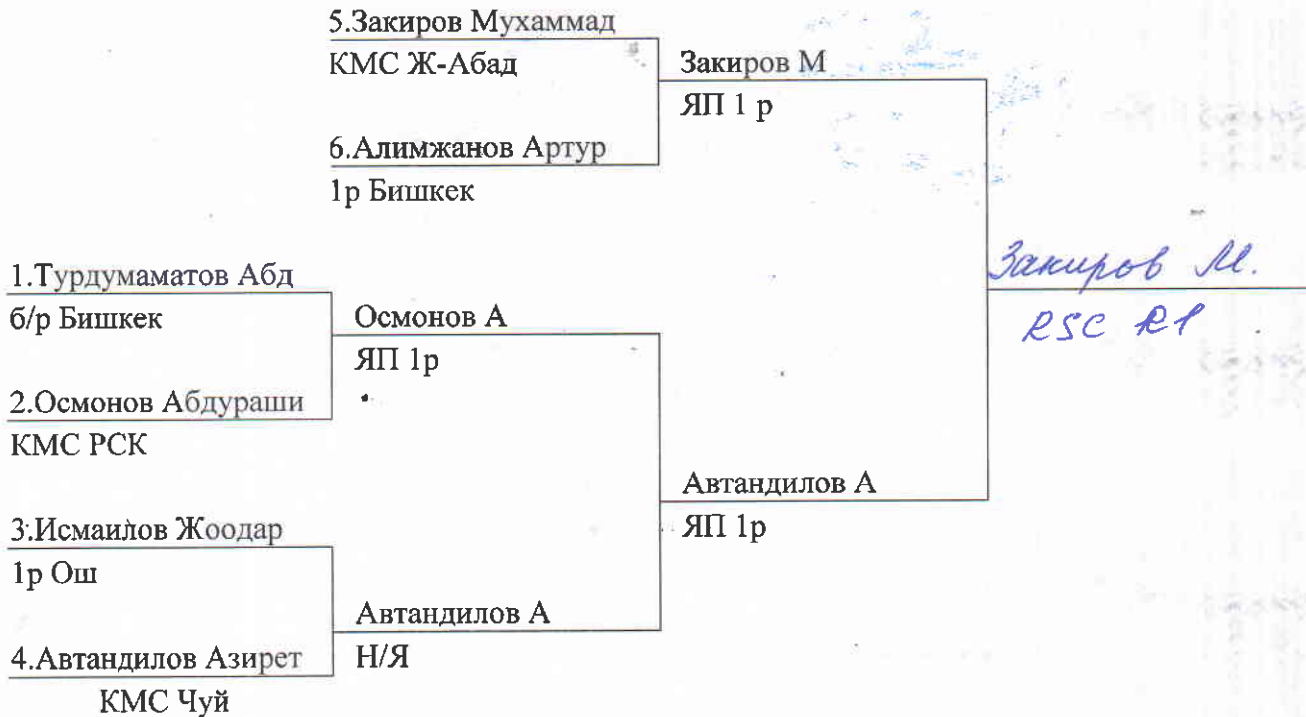 5.Закиров Мухаммад
КМС Ж-Абад
Закиров М
ЯП 1 р
6.Алимжанов Артур
1р Бишкек
1.Турдумаматов Абд
б/р Бишкек
Осмонов А
ЯП 1р
2.Осмонов Абдураши
КМС РСК
Закиров М.
RSC R1
Автандилов А
ЯП 1р
3.Исмаилов Жоодар
1р Ош
Автандилов А
Н/Я
4.Автандилов Азирет
КМС Чуй